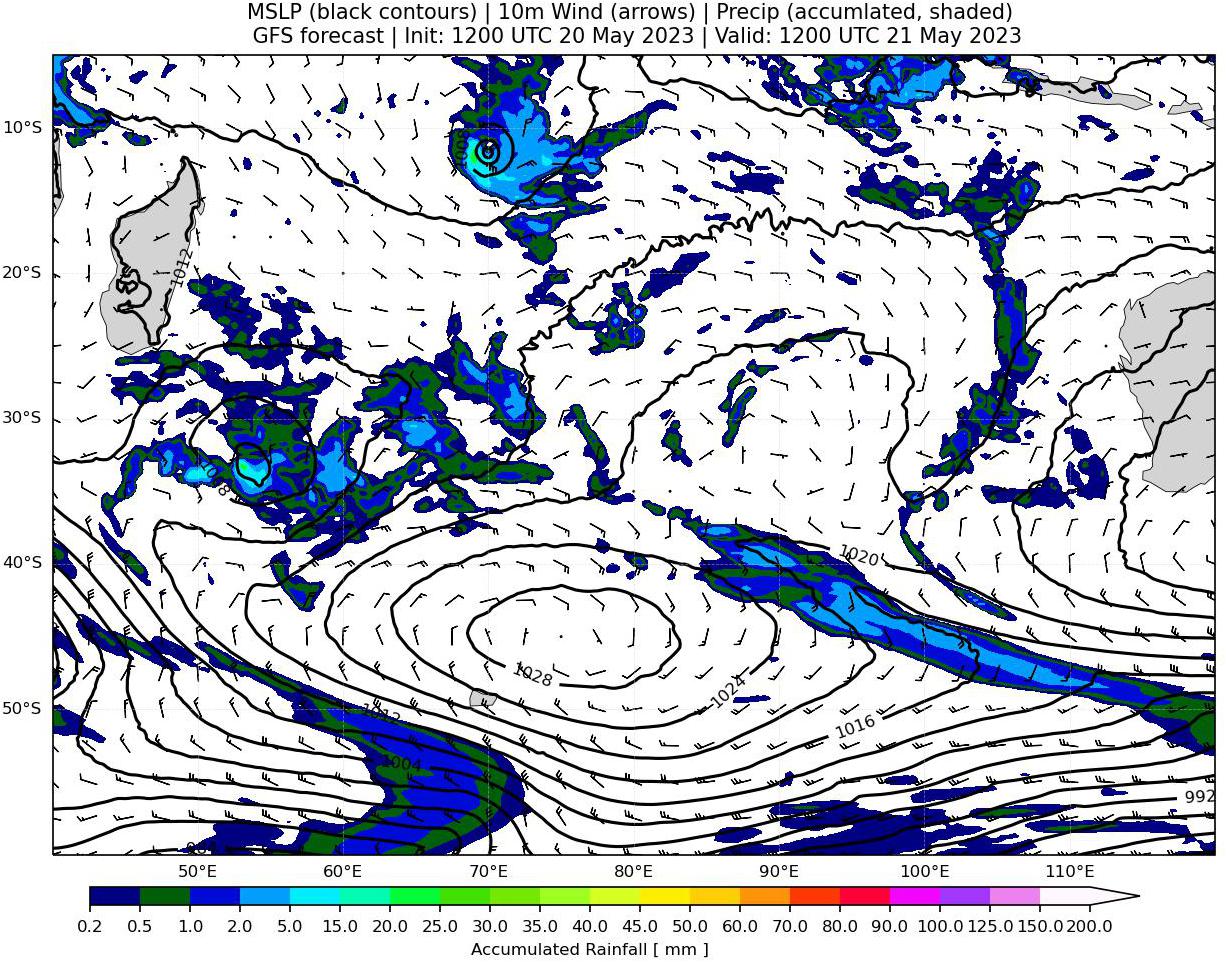 MSLP (black contours) | 10m Wind (arrows) | Precip (accumlated, shaded)
GFS forecast | Init: 1200 UTC 20 May 2023 | Valid: 1200 UTC 21 May 2023
10°S
1012
20°S
30°S
1020
40°S
1028
1024
1012
50°S
1016
1004
992
50°E 60°E 70°E 80°E 90°E 100°E 110°E
0.2 0.5 1.0 2.0 5.0 10.0 15.0 20.0 25.0 30.0 35.0 40.0 45.0 50.0 60.0 70.0 80.0 90.0 100.0 125.0 150.0 200.0
Accumulated Rainfall [ mm ]